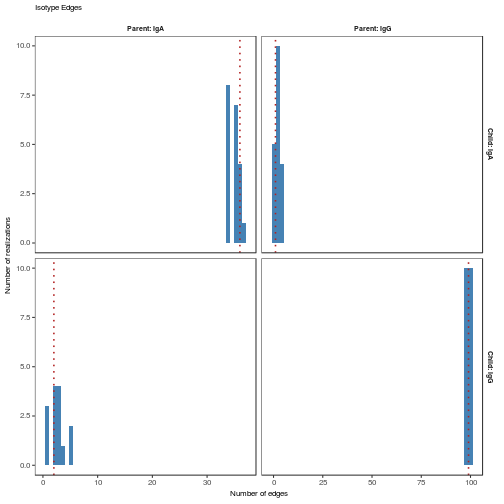 Isotype Edges
Parent: IgA
Parent: IgG
10.0
7.5
5.0
2.5
0.0
Child: IgA
10.0
7.5
5.0
2.5
0.0
Child: IgG
Number of realizations
0
10
20
30
0
25
50
75
100
Number of edges